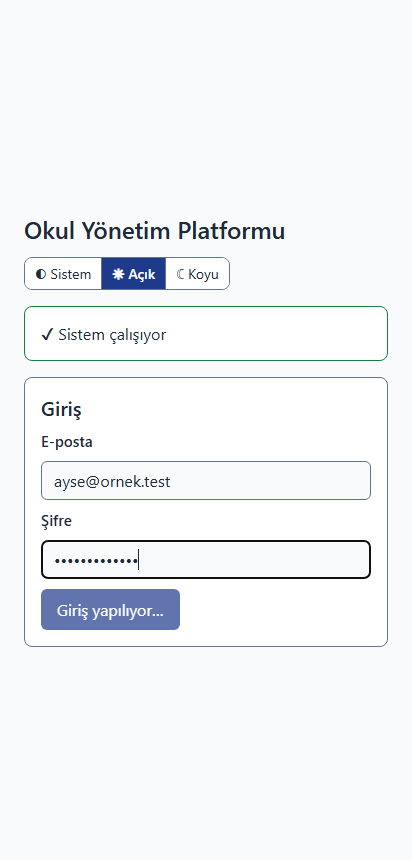 Okul Yönetim Platformu
◐ Sistem ✱ Açık ☾ Koyu
✓ Sistem çalışıyor
Giriş
E-posta
ayse@ornek.test
Şifre
•••••••••••••
Giriş yapılıyor...